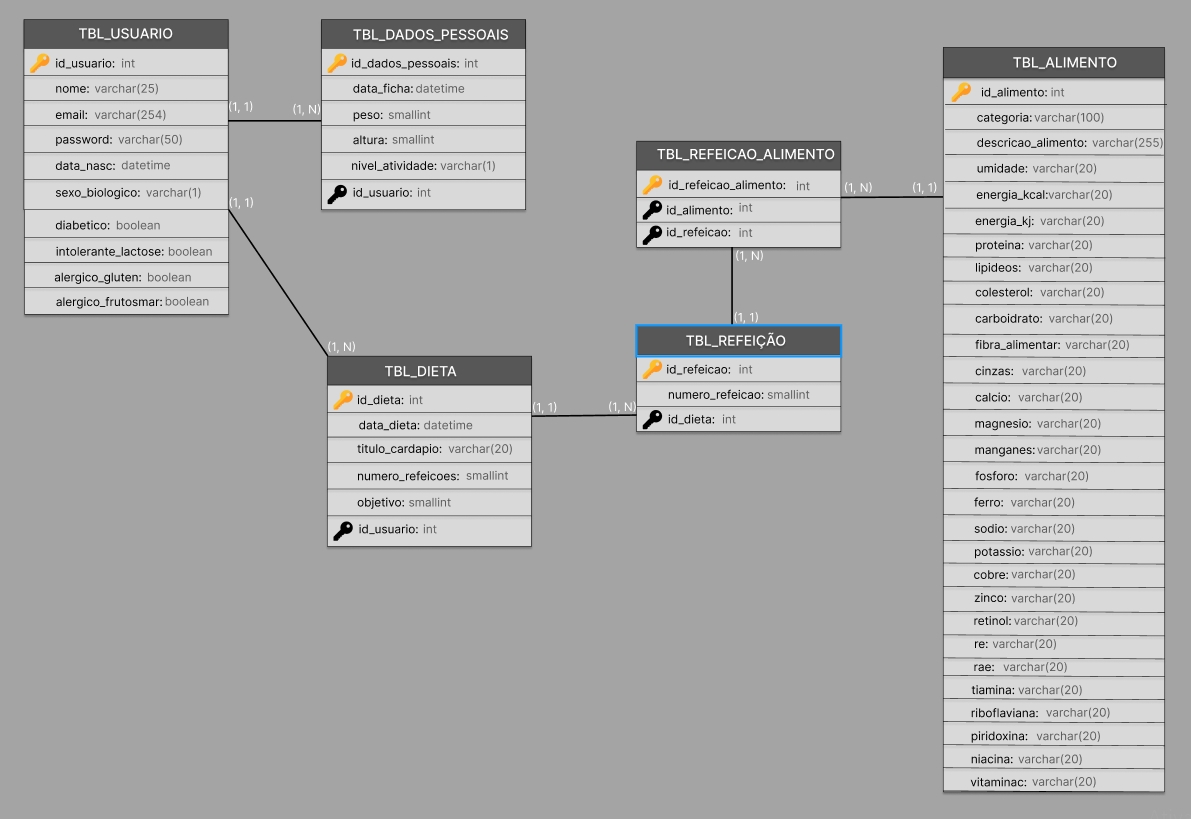 TBL_USUARIO
id_usuario: int
nome: varchar(25)
email: varchar(254)
password: varchar(50)
data_nasc: datetime
sexo_biologico: varchar(1)
diabetico: boolean
intolerante_lactose: boolean
alergico_gluten: boolean
alergico_frutosmar: boolean
(1, 1)
(1, N)
(1, 1)
(1, N)
TBL_DADOS_PESSOAIS
id_dados_pessoais: int
data_ficha: datetime
peso: smallint
altura: smallint
nivel_atividade: varchar(1)
id_usuario: int
TBL_DIETA
id_dieta: int
data_dieta: datetime
titulo_cardapio: varchar(20)
numero_refeicoes: smallint
objetivo: smallint
id_usuario: int
(1, 1)
(1, N)
TBL_REFEICAO_ALIMENTO
id_refeicao_alimento: int
id_alimento: int
id_refeicao: int
(1, N)
(1, 1)
(1, N)
(1, 1)
TBL_REFEIÇÃO
id_refeicao: int
numero_refeicao: smallint
id_dieta: int
TBL_ALIMENTO
id_alimento: int
categoria: varchar(100)
descricao_alimento: varchar(255)
umidade: varchar(20)
energia_kcal:varchar(20)
energia_kj: varchar(20)
proteina: varchar(20)
lipideos: varchar(20)
colesterol: varchar(20)
carboidrato: varchar(20)
fibra_alimentar: varchar(20)
cinzas: varchar(20)
calcio: varchar(20)
magnesio: varchar(20)
manganes: varchar(20)
fosforo: varchar(20)
ferro: varchar(20)
sodio: varchar(20)
potassio: varchar(20)
cobre: varchar(20)
zinco: varchar(20)
retinol: varchar(20)
re: varchar(20)
rae: varchar(20)
tiamina: varchar(20)
riboflaviana: varchar(20)
piridoxina: varchar(20)
niacina: varchar(20)
vitaminac: varchar(20)